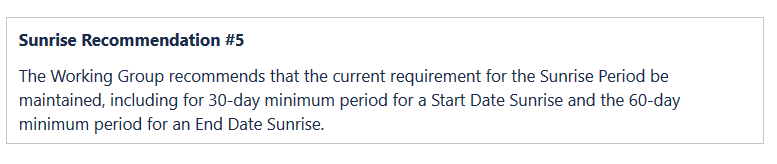 Sunrise Recommendation #5
The Working Group recommends that the current requirement for the Sunrise Period be
maintained, including for 30-day minimum period for a Start Date Sunrise and the 60-day
minimum period for an End Date Sunrise.